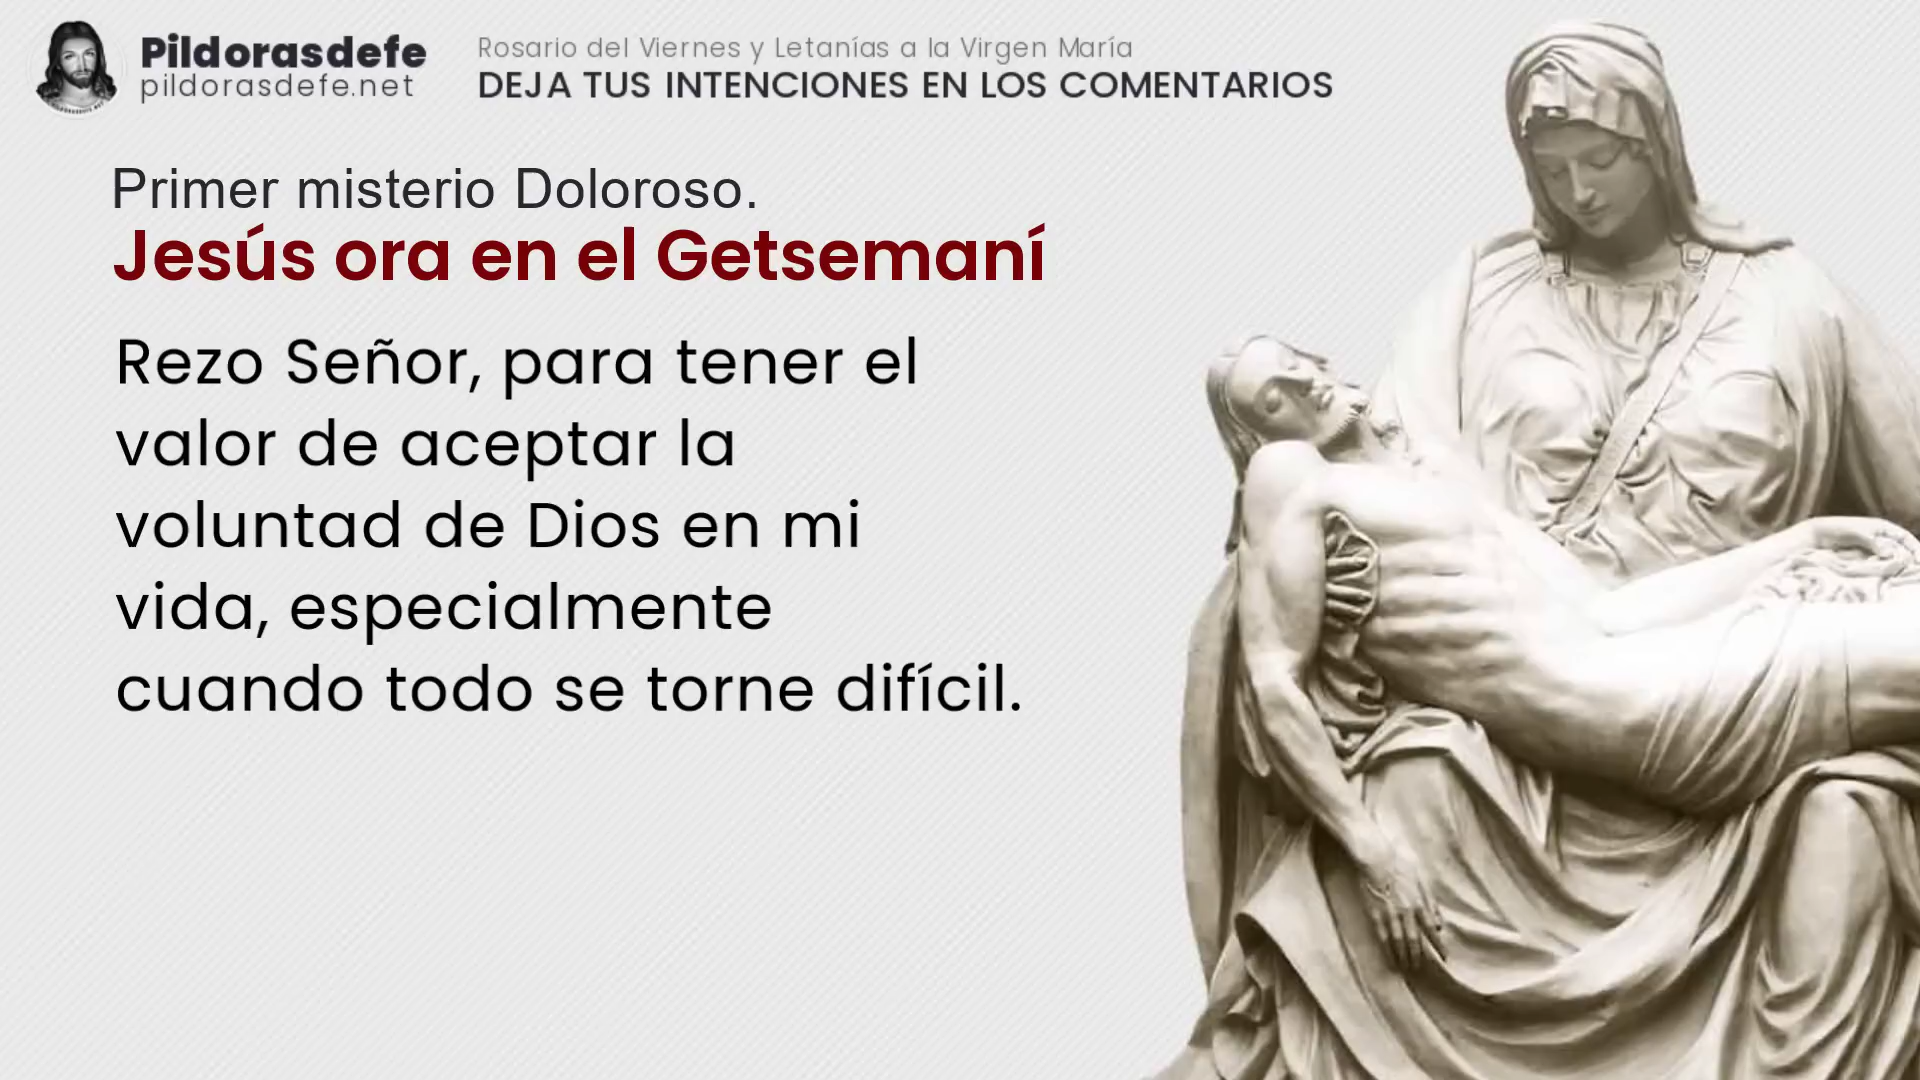 Pildorasdefe
pildorasdefe.net
Rosario del Viernes y Letanías a la Virgen María
DEJA TUS INTENCIONES EN LOS COMENTARIOS
Primer misterio Doloroso.
Jesús ora en el Getsemaní
Rezo Señor, para tener el
valor de aceptar la
voluntad de Dios en mi
vida, especialmente
cuando todo se torne difícil.